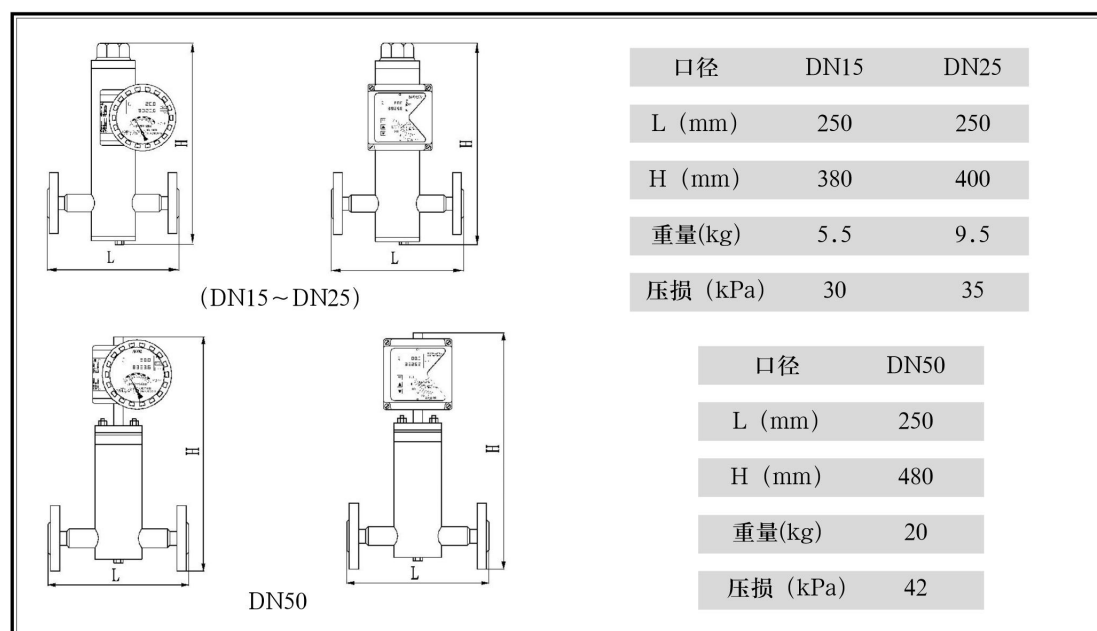 H
H
L
L
(DN15～DN25)
H
H
L
L
DN50
口径 DN15 DN25
L (mm) 250 250
H (mm) 380 400
重量(kg) 5.5 9.5
压损 (kPa) 30 35
口径 DN50
L (mm) 250
H (mm) 480
重量(kg) 20
压损 (kPa) 42